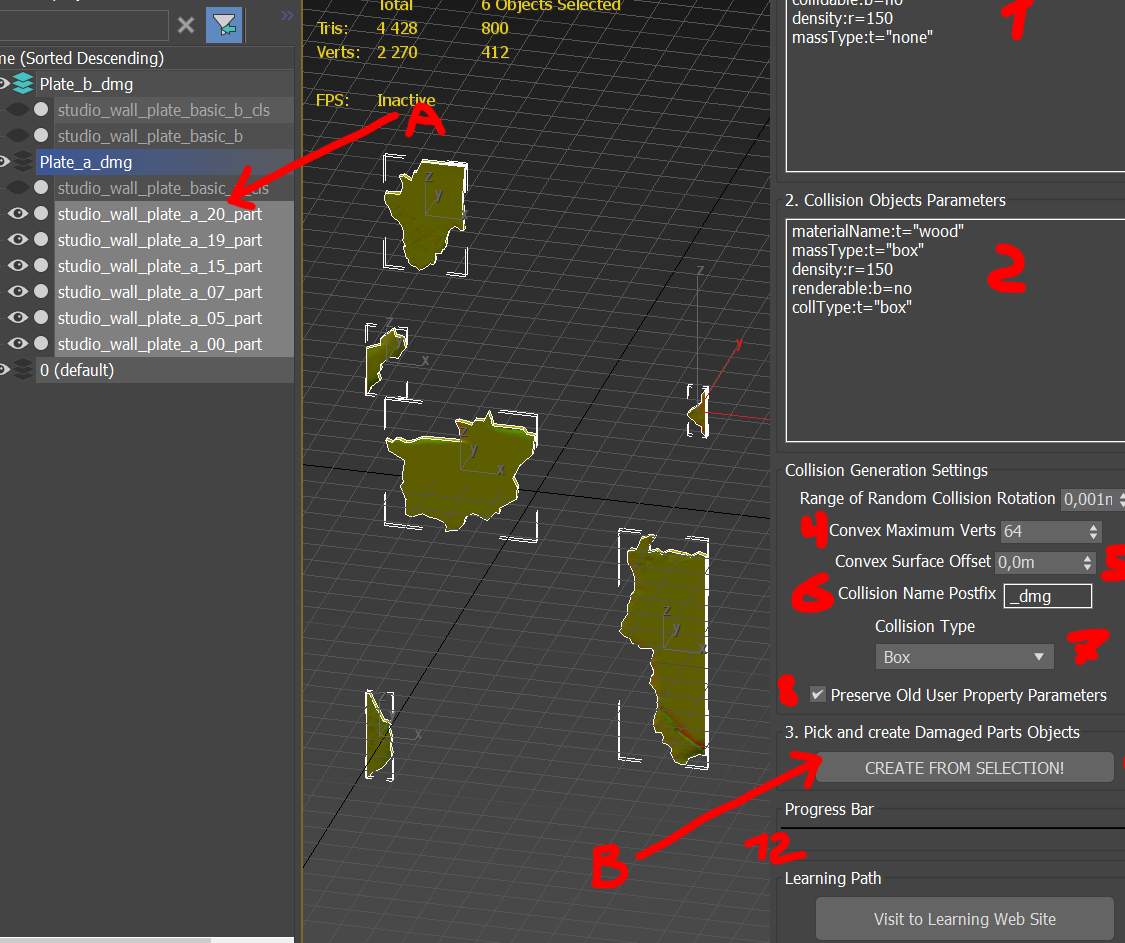 Total 6 Objects Selected
Tris: 4 428 800
Verts: 2 270 412
FPS: Inactive
me (Sorted Descending)
Plate_b_dmg
studio_wall_plate_basic_b_cls
studio_wall_plate_basic_b
Plate_a_dmg
studio_wall_plate_basic_ cls
studio_wall_plate_a_20_part
studio_wall_plate_a_19_part
studio_wall_plate_a_15_part
studio_wall_plate_a_07_part
studio_wall_plate_a_05_part
studio_wall_plate_a_00_part
0 (default)
A
z
y
x
B
collidable:b=no
density:r=150
massType:t="none"
1
2. Collision Objects Parameters
materialName:t="wood"
massType:t="box"
density:r=150
renderable:b=no
collType:t="box"
2
Collision Generation Settings
Range of Random Collision Rotation 0,001m
4 Convex Maximum Verts 64
Convex Surface Offset 0,0m 5
6 Collision Name Postfix _dmg
Collision Type
Box 7
8 Preserve Old User Property Parameters
3. Pick and create Damaged Parts Objects
CREATE FROM SELECTION!
Progress Bar
12
Learning Path
Visit to Learning Web Site